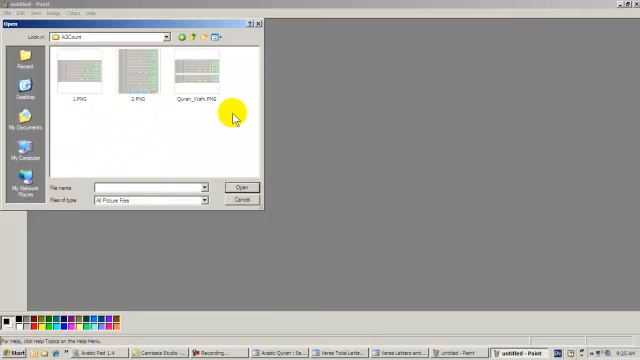 untitled - Paint
File Edit View Image Colors Help
Open
Look in:
AGCount
Recent
Desktop
My Documents
My Computer
My Network Places
1.PNG
2.PNG
Quran_Wahi.PNG
File name:
Open
Files of type:
All Picture Files
Cancel
For Help, click Help Topics on the Help Menu.
Start
Arabic Pad 1.4
Camtasia Studio - ...
Recording...
Arabic Quran : Se...
Verse Total Letter...
Verse Letters and ...
untitled - Paint
untitled - Paint
EN
9:25 AM